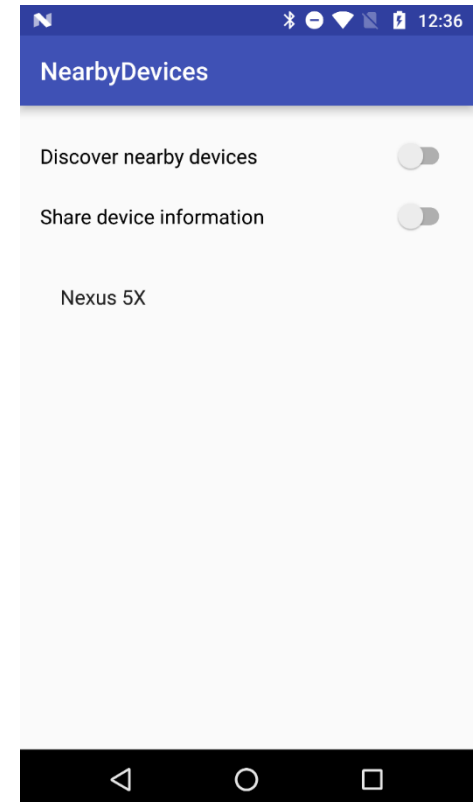 12:36
NearbyDevices
Discover nearby devices
Share device information
Nexus 5X